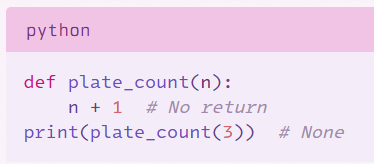 python
def plate_count(n):
    n + 1  # No return
print(plate_count(3))  # None